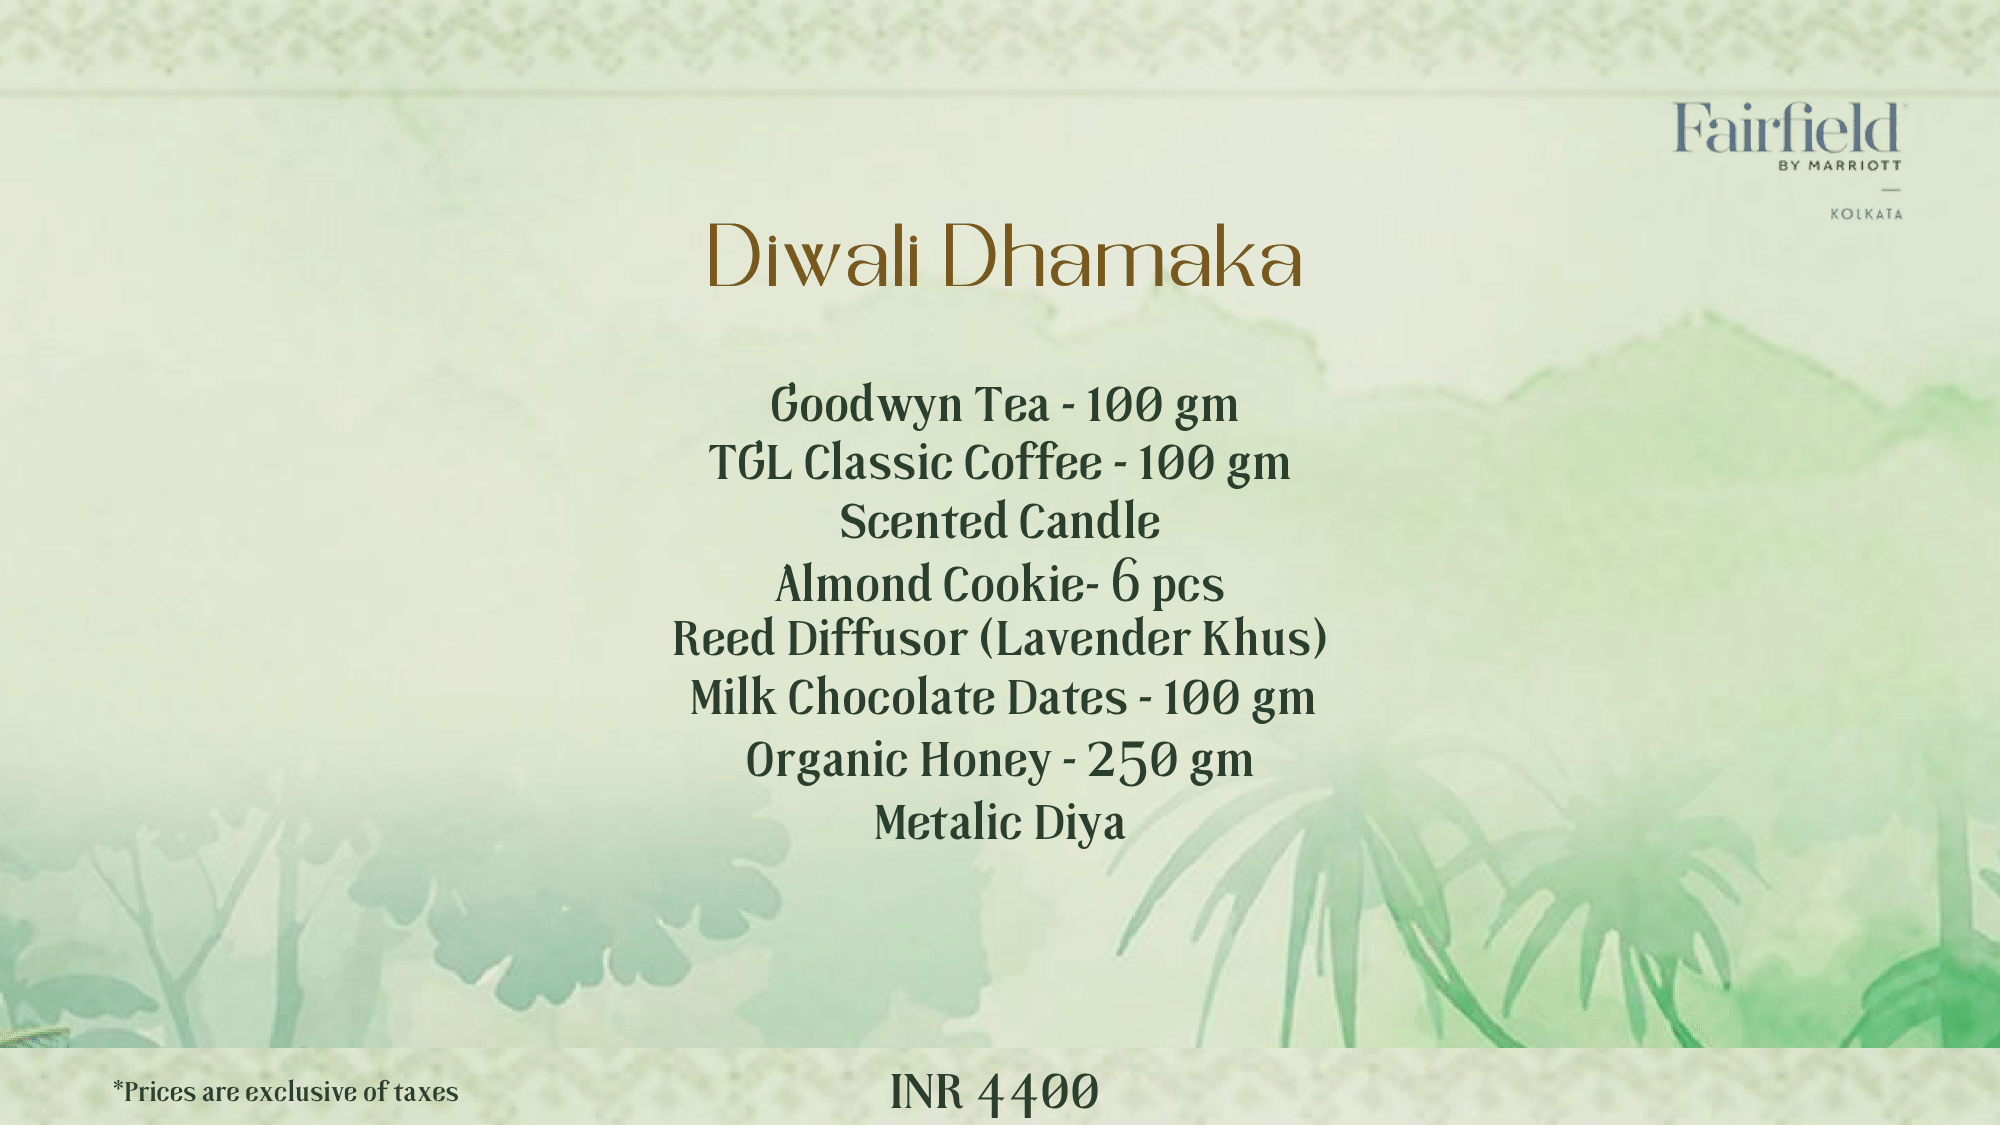 Fairfield
BY MARRIOTT
KOLKATA
Diwali Dhamaka
Goodwyn Tea - 100 gm
TGL Classic Coffee - 100 gm
Scented Candle
Almond Cookie- 6 pcs
Reed Diffusor (Lavender Khus)
Milk Chocolate Dates - 100 gm
Organic Honey - 250 gm
Metalic Diya
*Prices are exclusive of taxes
INR 4400